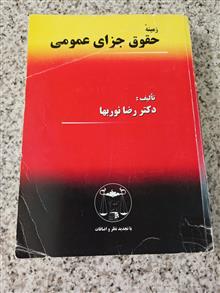 زمینه
حقوق جزای عمومی
تألیف :
دکتر رضا نوربها
با تجدید نظر و اضافات